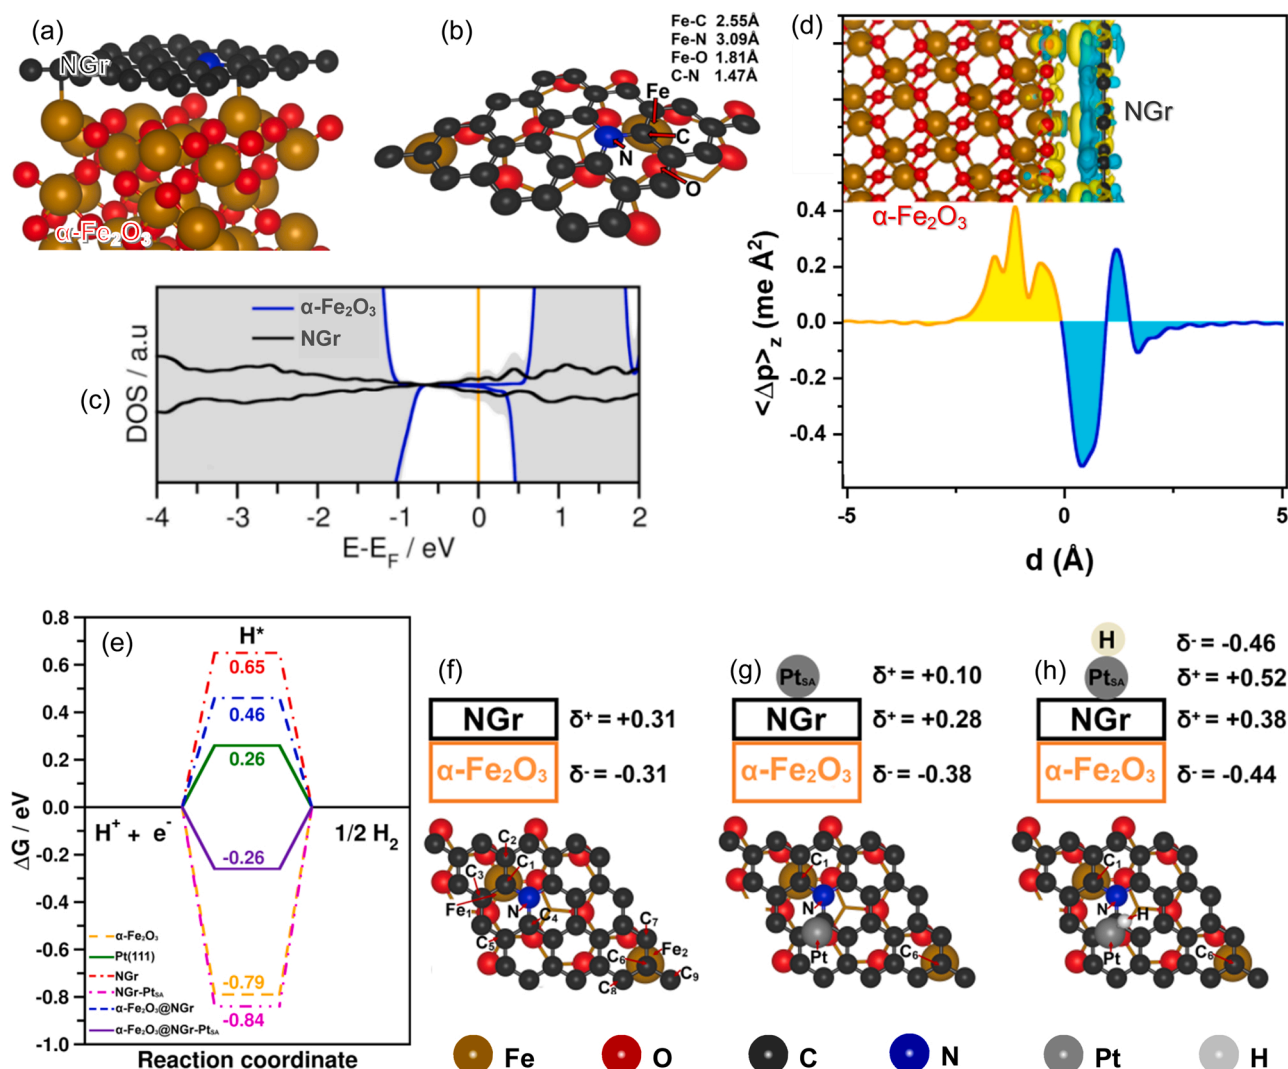 (a)
NGr
α-Fe₂O₃
(b)
Fe-C 2.55Å
Fe-N 3.09Å
Fe-O 1.81Å
C-N 1.47Å
Fe
C
N
O
(c)
α-Fe₂O₃
NGr
DOS / a.u
-4 -3 -2 -1 0 1 2
E-E_F / eV
(d)
NGr
α-Fe₂O₃
<Δp>_z (me Å²)
0.4
0.2
0.0
-0.2
-0.4
-5 0 5
d (Å)
(e)
ΔG / eV
0.8
0.6
0.4
0.2
0.0
-0.2
-0.4
-0.6
-0.8
-1.0
H*
0.65
0.46
0.26
H⁺ + e⁻ 1/2 H₂
-0.26
-0.79
-0.84
α-Fe₂O₃
Pt(111)
NGr
NGr-Pt_SA
α-Fe₂O₃@NGr
α-Fe₂O₃@NGr-Pt_SA
Reaction coordinate
(f)
NGr δ⁺ = +0.31
α-Fe₂O₃ δ⁻ = -0.31
C₂
C₁
C₃
Fe₁
N
C₄
C₅
C₇
C₆
Fe₂
C₈
C₉
(g)
Pt_SA δ⁺ = +0.10
NGr δ⁺ = +0.28
α-Fe₂O₃ δ⁻ = -0.38
C₁
N
Pt
C₆
(h)
H δ⁻ = -0.46
Pt_SA δ⁺ = +0.52
NGr δ⁺ = +0.38
α-Fe₂O₃ δ⁻ = -0.44
C₁
N
H
Pt
C₆
Fe O C N Pt H